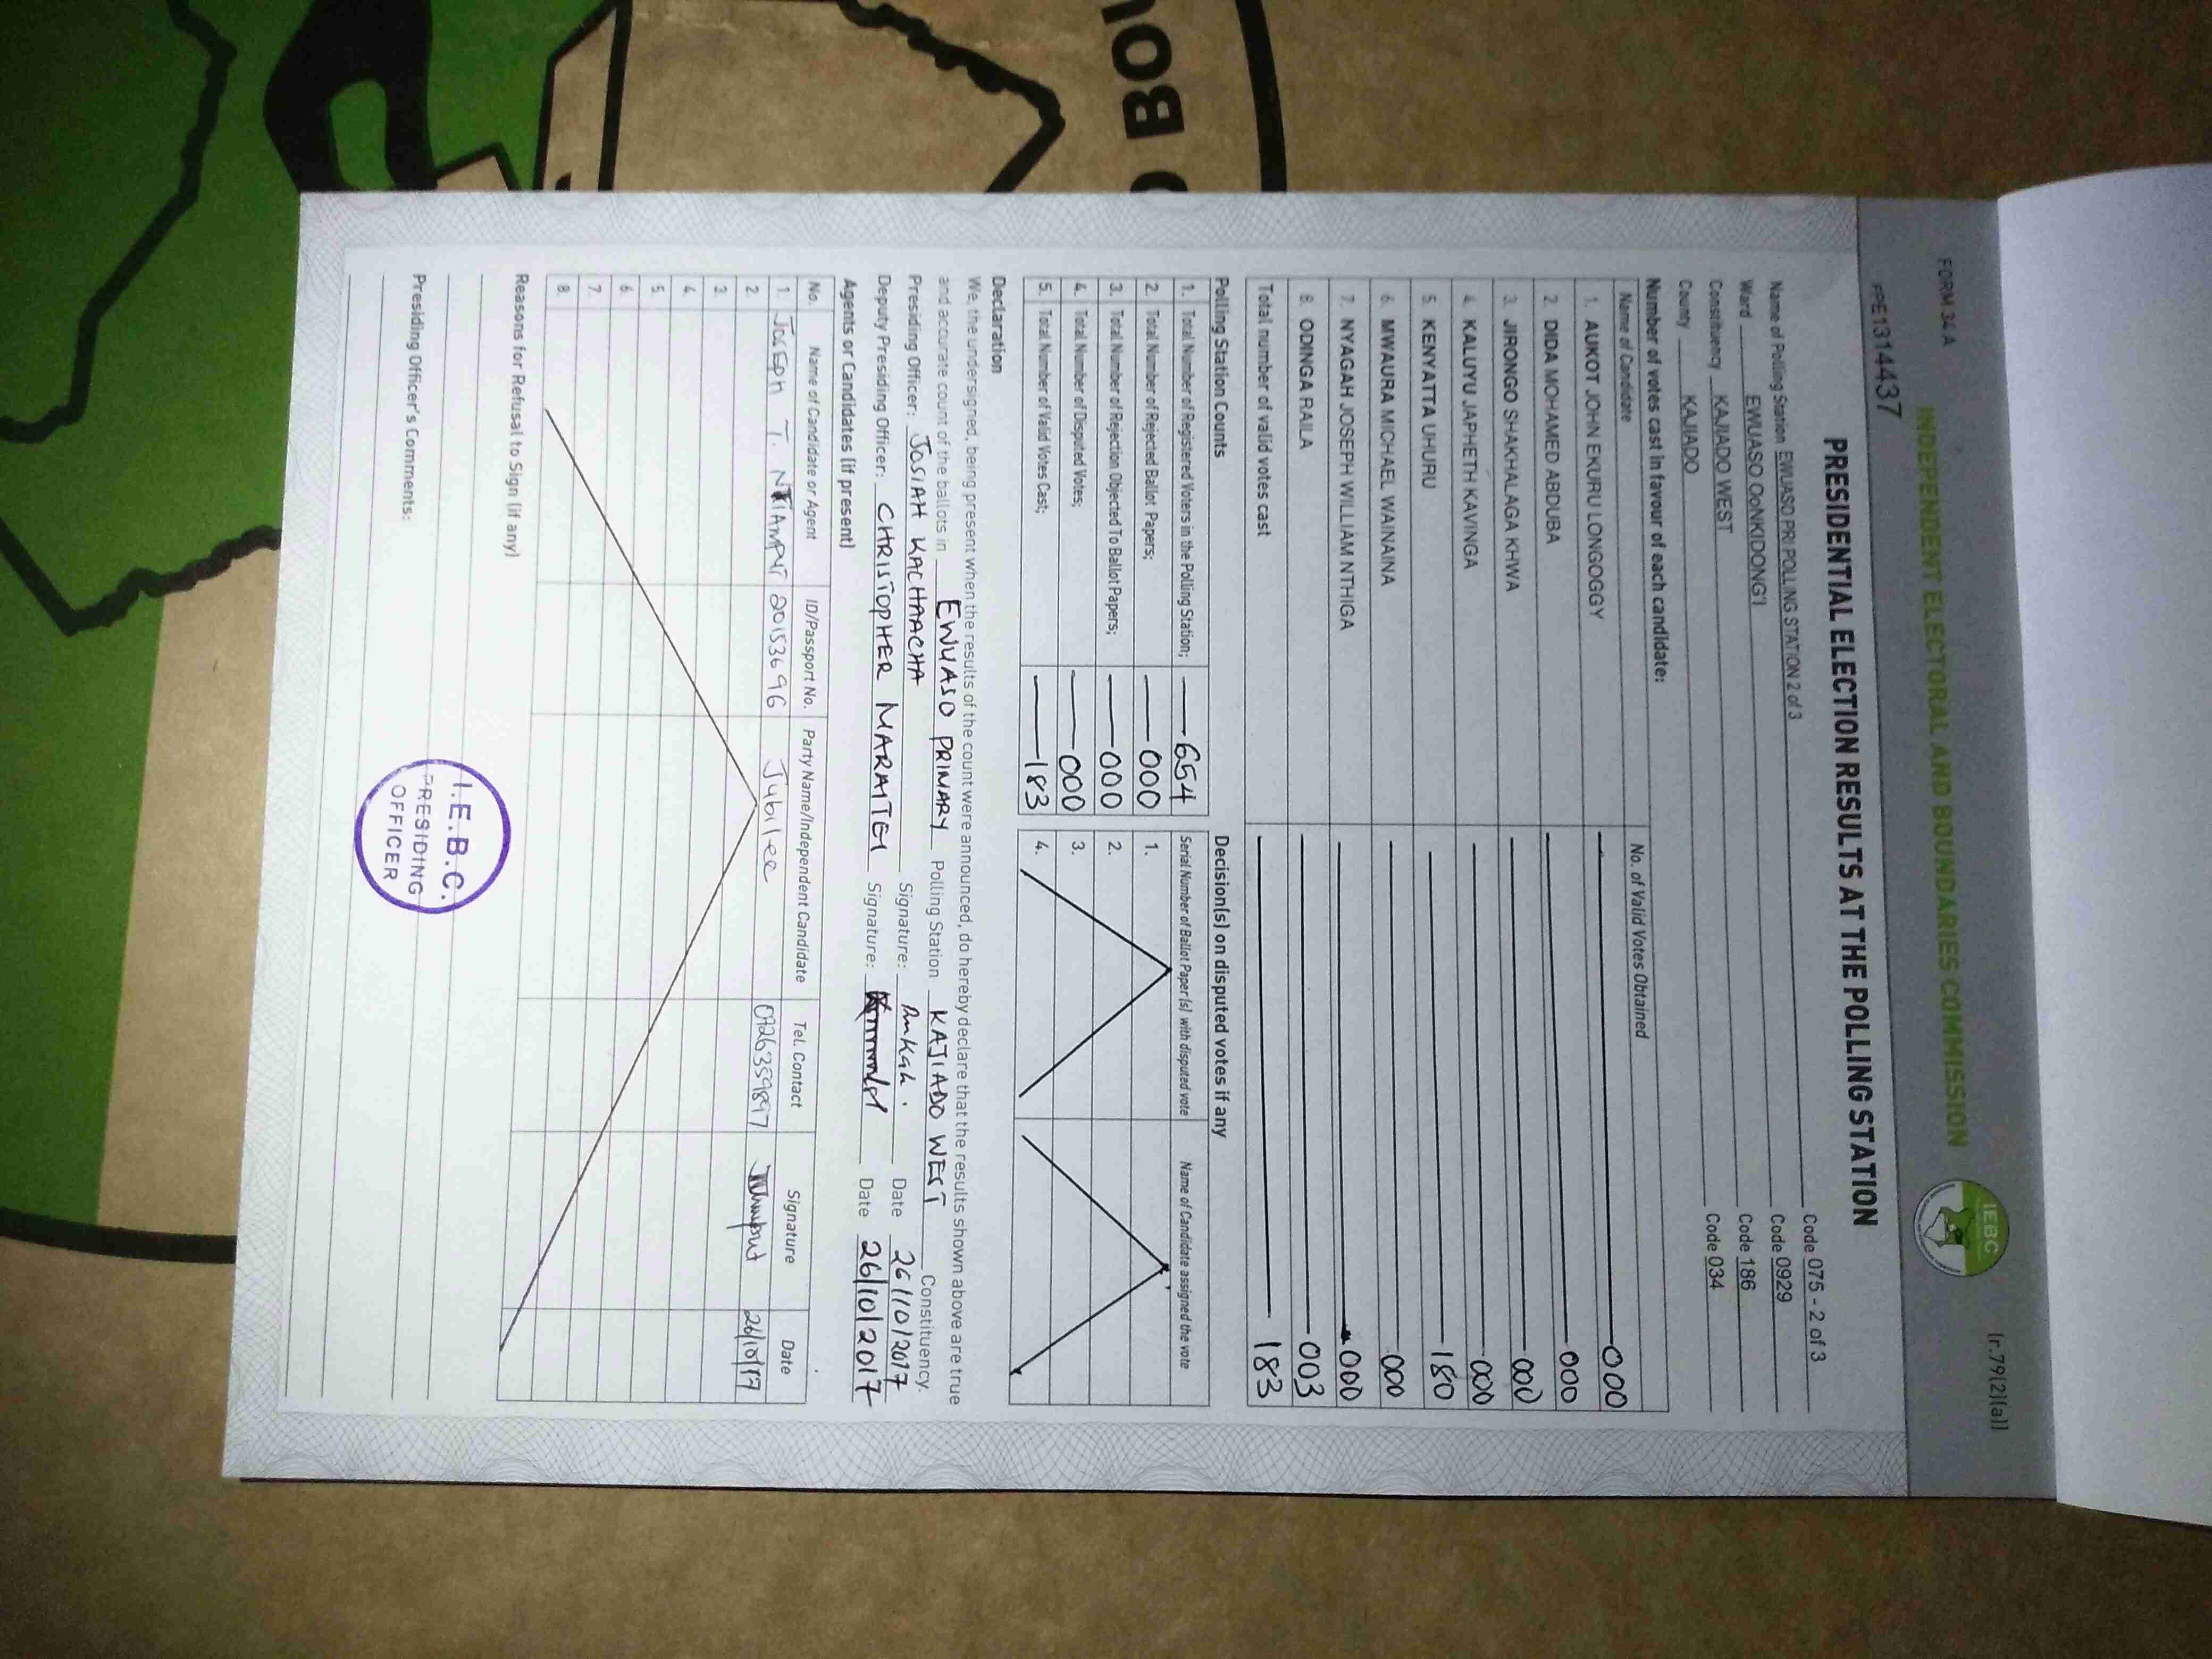 FORM 34 A
(r.79(2)(a))
INDEPENDENT ELECTORAL AND BOUNDARIES COMMISSION
IEBC
PPE1314437
PRESIDENTIAL ELECTION RESULTS AT THE POLLING STATION
Name of Polling Station EWUASO PRI POLLING STATION 2 of 3 Code 075 - 2 of 3
Ward EWUASO OoNKIDONG'I Code 0929
Constituency KAJIADO WEST Code 186
County KAJIADO Code 034
Number of votes cast in favour of each candidate:
Name of Candidate No. of Valid Votes Obtained
1. AUKOT JOHN EKURU LONGOGGY 000
2. DIDA MOHAMED ABDUBA 000
3. JIRONGO SHAKHALAGA KHWA 000
4. KALUYU JAPHETH KAVINGA 000
5. KENYATTA UHURU 180
6. MWAURA MICHAEL WAINAINA 000
7. NYAGAH JOSEPH WILLIAM NTHIGA 000
8. ODINGA RAILA 003
Total number of valid votes cast 183
Polling Station Counts
1. Total Number of Registered Voters in the Polling Station; 654
2. Total Number of Rejected Ballot Papers; 000
3. Total Number of Rejection Objected To Ballot Papers; 000
4. Total Number of Disputed Votes; 000
5. Total Number of Valid Votes Cast; 183
Decision(s) on disputed votes if any
Serial Number of Ballot Paper (s) with disputed vote Name of Candidate assigned the vote
1.
2.
3.
4.
Declaration
We, the undersigned, being present when the results of the count were announced, do hereby declare that the results shown above are true
and accurate count of the ballots in EWUASO PRIMARY Polling Station KAJIADO WEST Constituency.
Presiding Officer: JOSIAH KACHAACHA Signature: Date 26/10/2017
Deputy Presiding Officer: CHRISTOPHER MARAITEI Signature: Date 26/10/2017
Agents or Candidates (if present)
No. Name of Candidate or Agent ID/Passport No. Party Name/Independent Candidate Tel. Contact Signature Date
1. JOSEPH T. 20153696 Jubilee 0726359897 26/10/17
2.
3.
4.
5.
6.
7.
8.
Reasons for Refusal to Sign (if any)
Presiding Officer's Comments:
I.E.B.C.
PRESIDING
OFFICER
BO